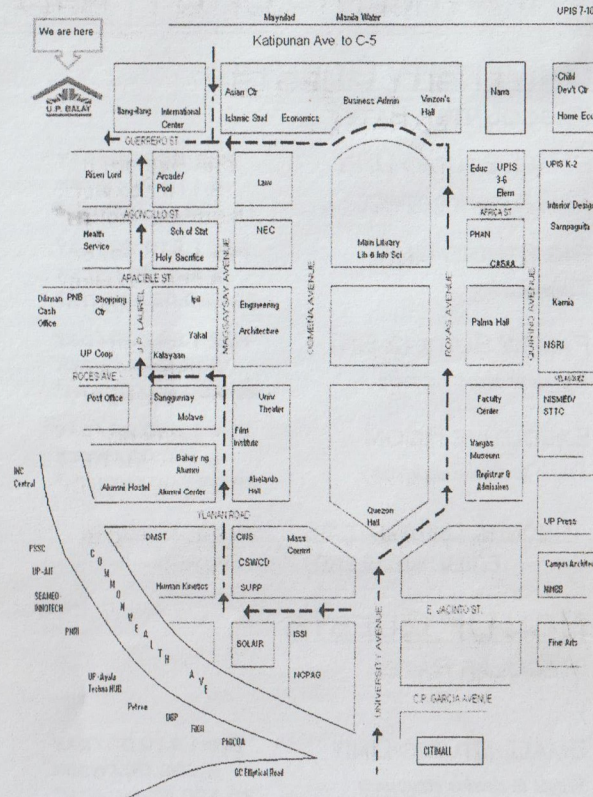 UPIS 7-10
Maynilad
Manila Water
We are here
Katipunan Ave. to C-5
U.P. BALAY
Ilang-Ilang
International
Center
Asian Ctr
Islamic Stud
Economics
Business Admin
Vinzon's
Hall
Narra
Child
Dev't Ctr
Home Eco
GUERRERO ST.
Risen Lord
Arcade/
Pool
Law
Educ
UPIS
3-6
Elem
UPIS K-2
Interior Design
Sampaguita
AGONCILLO ST.
AFRICA ST
Health
Service
Sch of Stat
Holy Sacrifice
NEC
Main Library
Lib & Info Sci
PHAN
CASAA
APACIBLE ST.
Diliman
Cash
Office
PNB
Shopping
Ctr
UP Coop
J.P. LAUREL
Ipil
Yakal
Kalayaan
MAGSAYSAY AVENUE
Engineering
Architecture
OSMEÑA AVENUE
ROXAS AVENUE
Palma Hall
QUIRINO AVENUE
Kamia
NSRI
ROCES AVE
VELASQUEZ
Post Office
Sanggumay
Molave
Univ
Theater
Film
Institute
Abelardo
Hall
Faculty
Center
Vargas
Museum
Registrar &
Admissions
NISMED/
STTC
Bahay ng
Alumni
Alumni Hostel
Alumni Center
INC
Central
YLANAN ROAD
Quezon
Hall
UP Press
DMST
Human Kinetics
CMS
CSWCD
SUPP
Mass
Comm
PSSC
UP-AIT
SEAMEO-
INNOTECH
PNRI
COMMONWEALTH AVE
Campus Architect
NIMBB
E. JACINTO ST.
SOLAIR
ISSI
NCPAG
UNIVERSITY AVENUE
Fine Arts
UP-Ayala
Techno HUB
Petron
DBP
PHILCOA
C.P. GARCIA AVENUE
CITIMALL
QC Elliptical Road